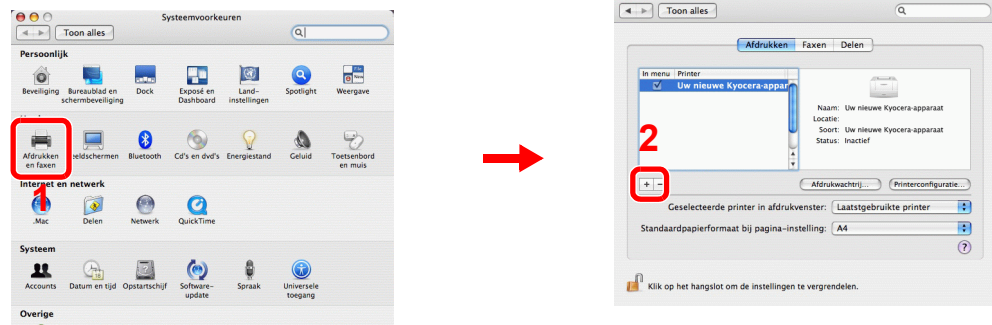 Systeemvoorkeuren
Toon alles
Persoonlijk
Beveiliging
Bureaublad en
schermbeveiliging
Dock
Exposé en
Dashboard
Land-
instellingen
Spotlight
Weergave
Afdrukken
en faxen
Bluetooth
Cd's en dvd's
Energiestand
Geluid
Toetsenbord
en muis
1
Internet en netwerk
.Mac
Delen
Netwerk
QuickTime
Systeem
Accounts
Datum en tijd
Opstartschijf
Software-
update
Spraak
Universele
toegang
Overige
Toon alles
Afdrukken Faxen Delen
In menu Printer
Uw nieuwe Kyocera-appar
Naam: Uw nieuwe Kyocera-apparaat
Locatie:
Soort: Uw nieuwe Kyocera-apparaat
Status: Inactief
2
+ −
Afdrukwachtrij... Printerconfiguratie...
Geselecteerde printer in afdrukvenster: Laatstgebruikte printer
Standaardpapierformaat bij pagina-instelling: A4
?
Klik op het hangslot om de instellingen te vergrendelen.